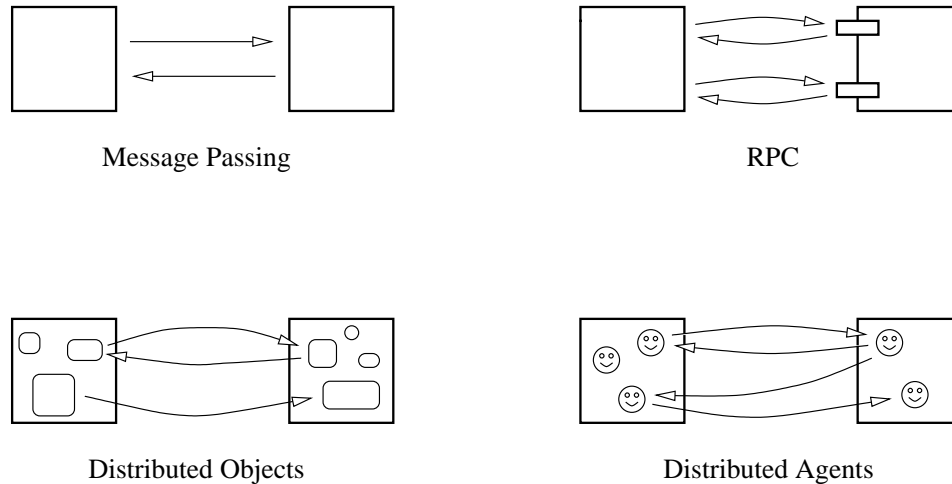 Message Passing
RPC
Distributed Objects
Distributed Agents